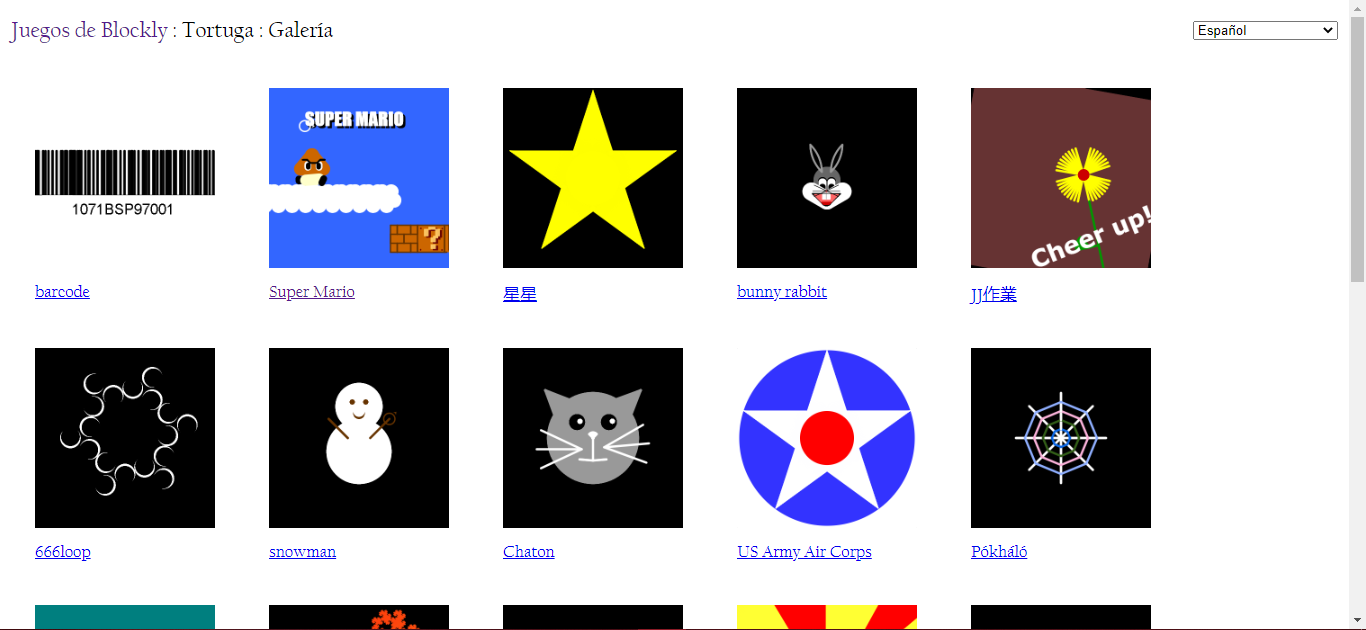 Juegos de Blockly : Tortuga : Galería
Español
1071BSP97001
SUPER MARIO
?
Cheer up!
barcode
Super Mario
星星
bunny rabbit
JJ作業
666loop
snowman
Chaton
US Army Air Corps
Pókháló